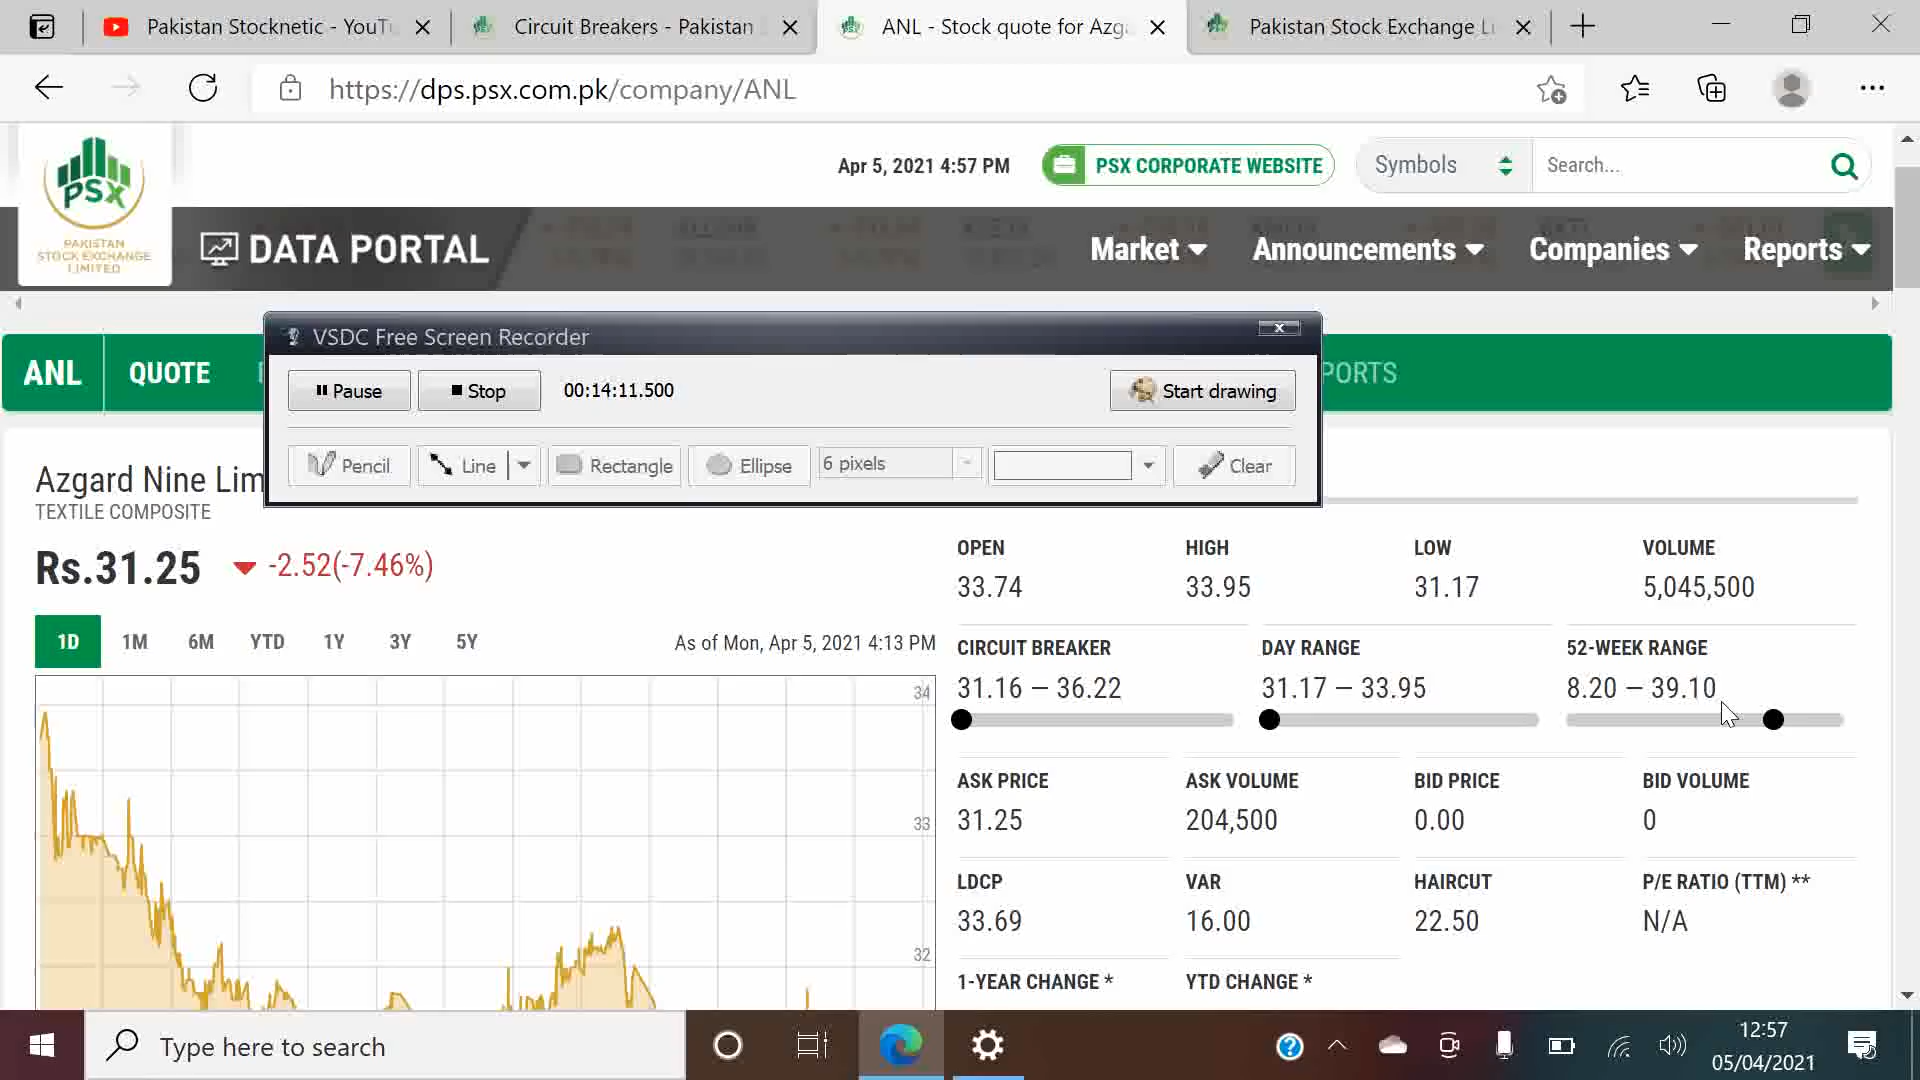 Pakistan Stocknetic - YouTu
Circuit Breakers - Pakistan
ANL - Stock quote for Azga
Pakistan Stock Exchange Li
https://dps.psx.com.pk/company/ANL
PSX
PAKISTAN
STOCK EXCHANGE
LIMITED
Apr 5, 2021 4:57 PM
PSX CORPORATE WEBSITE
Symbols
Search...
DATA PORTAL
Market
Announcements
Companies
Reports
VSDC Free Screen Recorder
Pause
Stop
00:14:11.500
Start drawing
Pencil
Line
Rectangle
Ellipse
6 pixels
Clear
ANL
QUOTE
PORTS
Azgard Nine Lim
TEXTILE COMPOSITE
Rs.31.25
-2.52(-7.46%)
1D
1M
6M
YTD
1Y
3Y
5Y
As of Mon, Apr 5, 2021 4:13 PM
34
33
32
OPEN
33.74
HIGH
33.95
LOW
31.17
VOLUME
5,045,500
CIRCUIT BREAKER
31.16 — 36.22
DAY RANGE
31.17 — 33.95
52-WEEK RANGE
8.20 — 39.10
ASK PRICE
31.25
ASK VOLUME
204,500
BID PRICE
0.00
BID VOLUME
0
LDCP
33.69
VAR
16.00
HAIRCUT
22.50
P/E RATIO (TTM) **
N/A
1-YEAR CHANGE *
YTD CHANGE *
Type here to search
12:57
05/04/2021